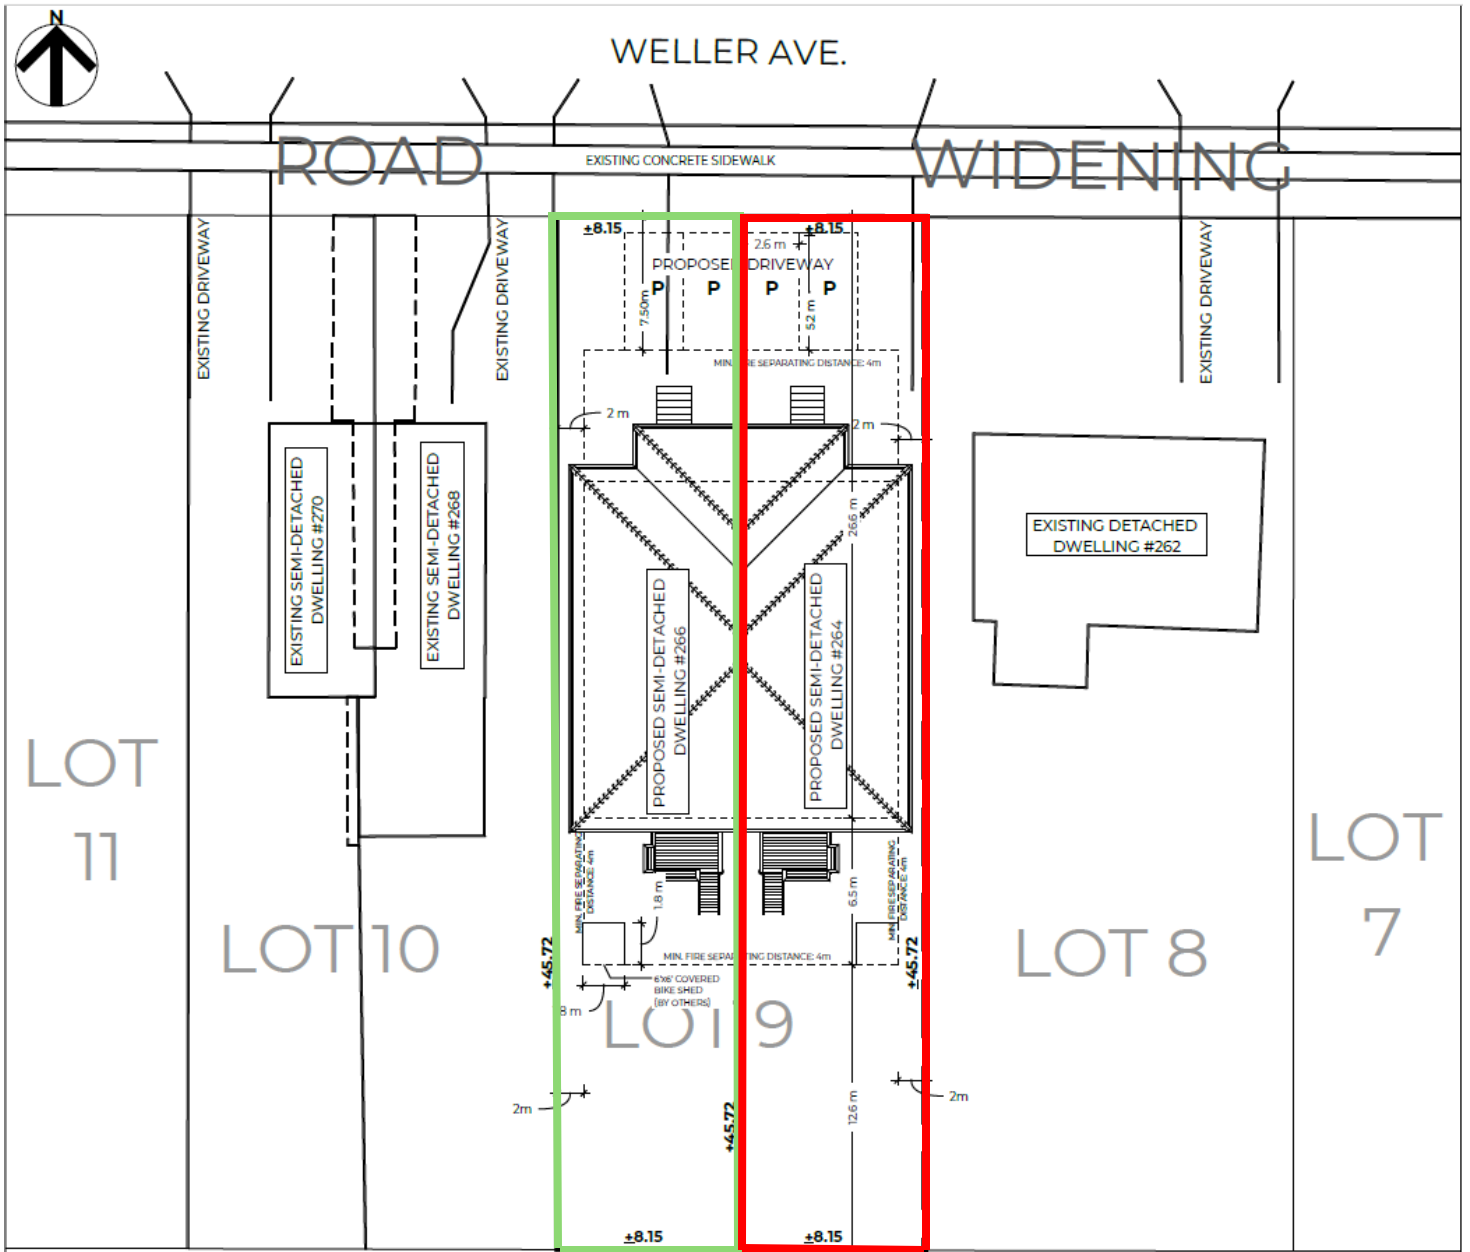 N
WELLER AVE.
ROAD WIDENING
EXISTING CONCRETE SIDEWALK
±8.15
±8.15
2.6 m
PROPOSED DRIVEWAY
P P P P
7.50m
5.2 m
EXISTING DRIVEWAY
EXISTING DRIVEWAY
EXISTING DRIVEWAY
MIN. FIRE SEPARATING DISTANCE: 4m
2 m
2 m
EXISTING SEMI-DETACHED
DWELLING #270
EXISTING SEMI-DETACHED
DWELLING #268
26.6 m
EXISTING DETACHED
DWELLING #262
PROPOSED SEMI-DETACHED
DWELLING #266
PROPOSED SEMI-DETACHED
DWELLING #264
LOT
11
LOT
7
MIN. FIRE SEPARATING
DISTANCE: 4m
MIN. FIRE SEPARATING
DISTANCE: 4m
1.8 m
6.5 m
LOT 10
LOT 8
±45.72
±45.72
MIN. FIRE SEPARATING DISTANCE: 4m
6'x6' COVERED
BIKE SHED
(BY OTHERS)
8 m
LOT 9
2m
2m
±45.72
12.6 m
±8.15
±8.15